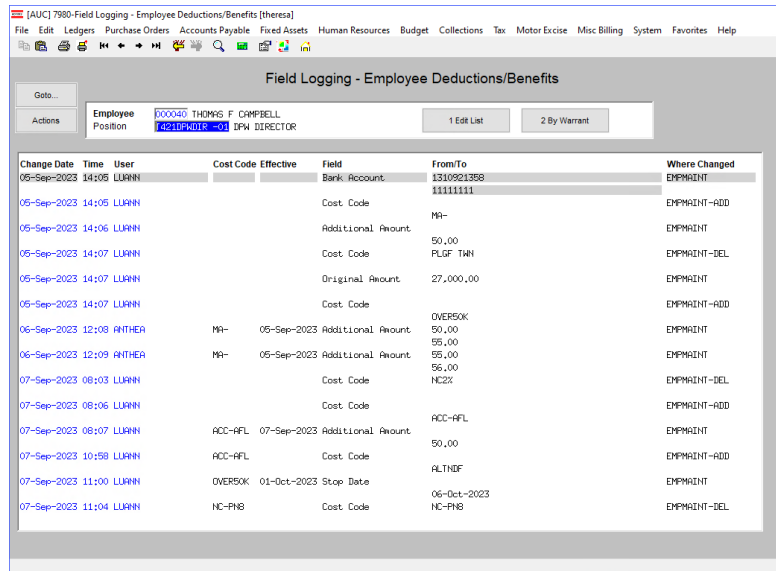 [AUC] 7980-Field Logging - Employee Deductions/Benefits [theresa]
File Edit Ledgers Purchase Orders Accounts Payable Fixed Assets Human Resources Budget Collections Tax Motor Excise Misc Billing System Favorites Help
Field Logging - Employee Deductions/Benefits
Goto...
Actions
Employee 000040 THOMAS F CAMPBELL
Position T421DPWDIR -01 DPW DIRECTOR
1 Edit List
2 By Warrant
Change Date Time User Cost Code Effective Field From/To Where Changed
05-Sep-2023 14:05 LUANN Bank Account 1310921358 EMPMAINT
11111111
05-Sep-2023 14:05 LUANN Cost Code EMPMAINT-ADD
MA-
05-Sep-2023 14:06 LUANN Additional Amount EMPMAINT
50.00
05-Sep-2023 14:07 LUANN Cost Code PLGF TWN EMPMAINT-DEL
05-Sep-2023 14:07 LUANN Original Amount 27,000.00 EMPMAINT
05-Sep-2023 14:07 LUANN Cost Code EMPMAINT-ADD
OVER50K
06-Sep-2023 12:08 ANTHEA MA- 05-Sep-2023 Additional Amount 50.00 EMPMAINT
55.00
06-Sep-2023 12:09 ANTHEA MA- 05-Sep-2023 Additional Amount 55.00 EMPMAINT
56.00
07-Sep-2023 08:03 LUANN Cost Code NC2% EMPMAINT-DEL
07-Sep-2023 08:06 LUANN Cost Code EMPMAINT-ADD
ACC-AFL
07-Sep-2023 08:07 LUANN ACC-AFL 07-Sep-2023 Additional Amount EMPMAINT
50.00
07-Sep-2023 10:58 LUANN ACC-AFL Cost Code EMPMAINT-ADD
ALTNDF
07-Sep-2023 11:00 LUANN OVER50K 01-Oct-2023 Stop Date EMPMAINT
06-Oct-2023
07-Sep-2023 11:04 LUANN NC-PN8 Cost Code NC-PN8 EMPMAINT-DEL